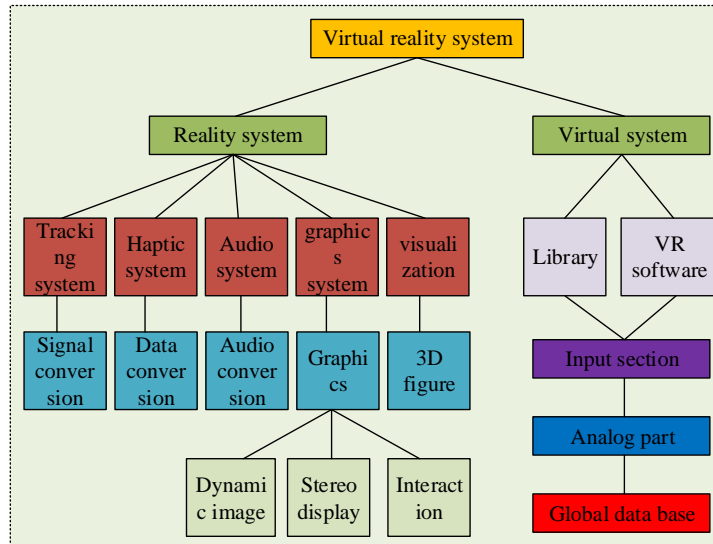 Virtual reality system
Reality system
Virtual system
Tracki
ng
system
Haptic
system
Audio
system
graphic
s system
visuali
zation
Library
VR
software
Signal
conver
sion
Data
conver
sion
Audio
conver
sion
Graphi
cs
3D
figure
Input section
Analog part
Dynami
c image
Stereo
display
Interact
ion
Global data base